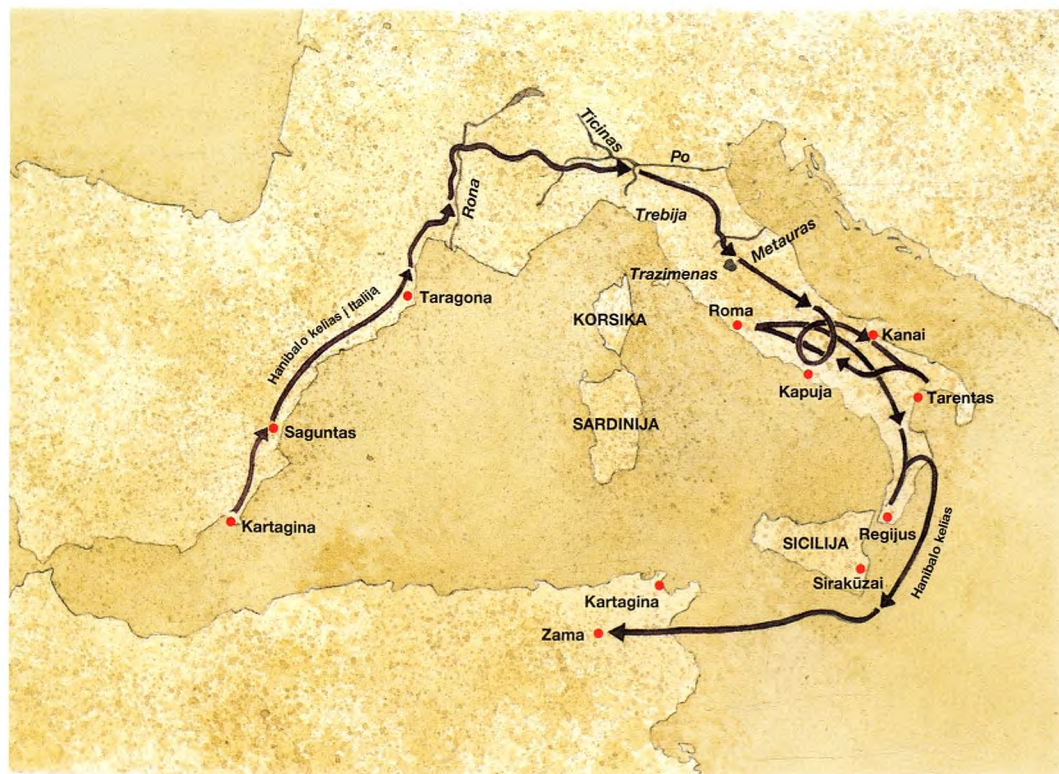 Ticinas
Po
Rona
Trebija
Metauras
Trazimenas
Hanibalo kelias į Italiją
Taragona
KORSIKA
Roma
Kanai
Kapuja
Tarentas
SARDINIJA
Saguntas
Kartagina
Regijus
SICILIJA
Sirakūzai
Hanibalo kelias
Kartagina
Zama